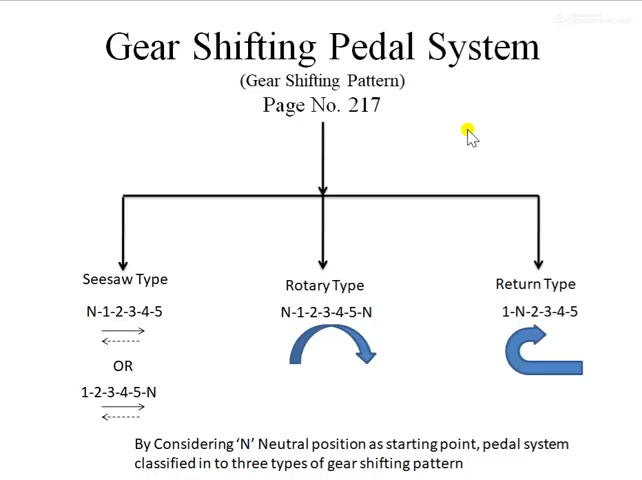 Gear Shifting Pedal System
(Gear Shifting Pattern)
Page No. 217
Seesaw Type
N-1-2-3-4-5
OR
1-2-3-4-5-N
Rotary Type
N-1-2-3-4-5-N
Return Type
1-N-2-3-4-5
By Considering ‘N’ Neutral position as starting point, pedal system
classified in to three types of gear shifting pattern